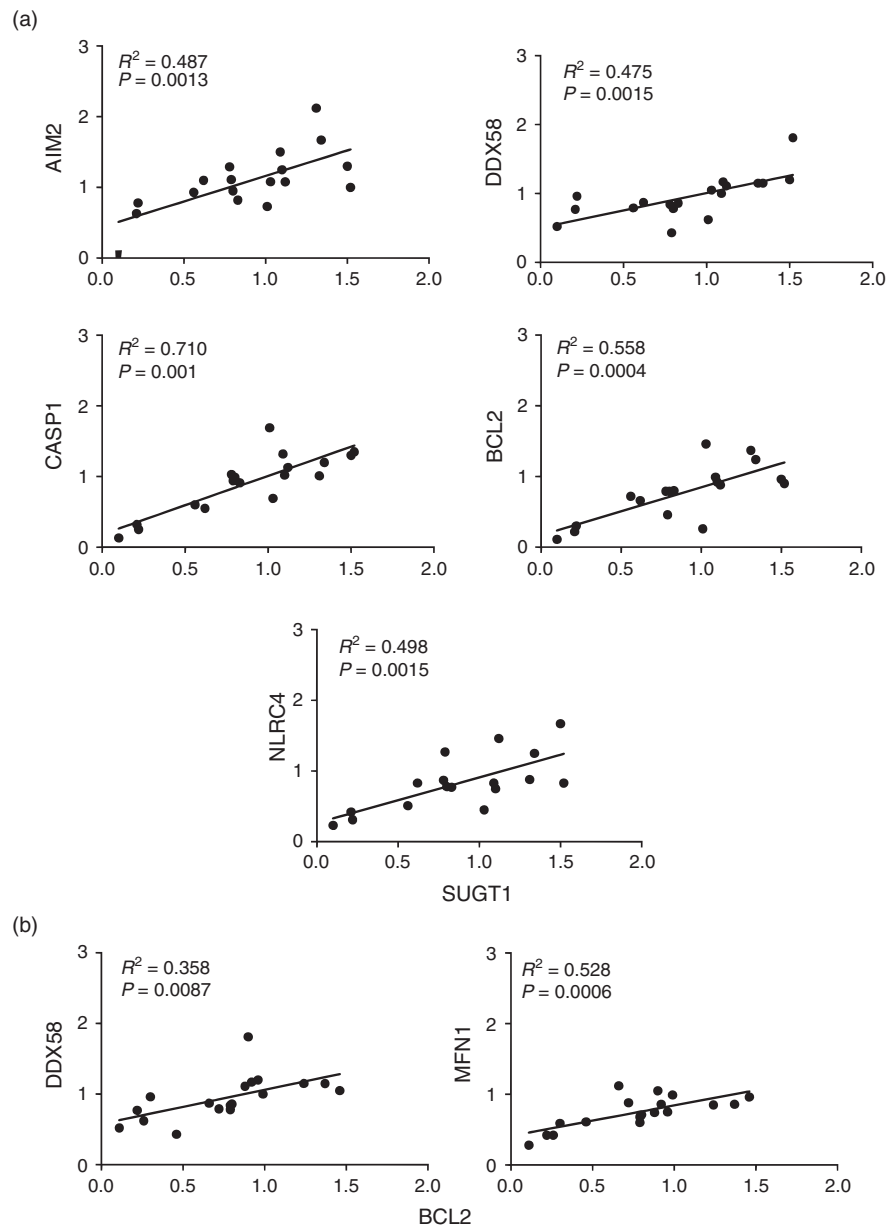 (a)
R² = 0.487
P = 0.0013
AIM2
3
2
1
0
0.0 0.5 1.0 1.5 2.0
R² = 0.475
P = 0.0015
DDX58
3
2
1
0
0.0 0.5 1.0 1.5 2.0
R² = 0.710
P = 0.001
CASP1
3
2
1
0
0.0 0.5 1.0 1.5 2.0
R² = 0.558
P = 0.0004
BCL2
3
2
1
0
0.0 0.5 1.0 1.5 2.0
R² = 0.498
P = 0.0015
NLRC4
3
2
1
0
0.0 0.5 1.0 1.5 2.0
SUGT1
(b)
R² = 0.358
P = 0.0087
DDX58
3
2
1
0
0.0 0.5 1.0 1.5 2.0
R² = 0.528
P = 0.0006
MFN1
3
2
1
0
0.0 0.5 1.0 1.5 2.0
BCL2